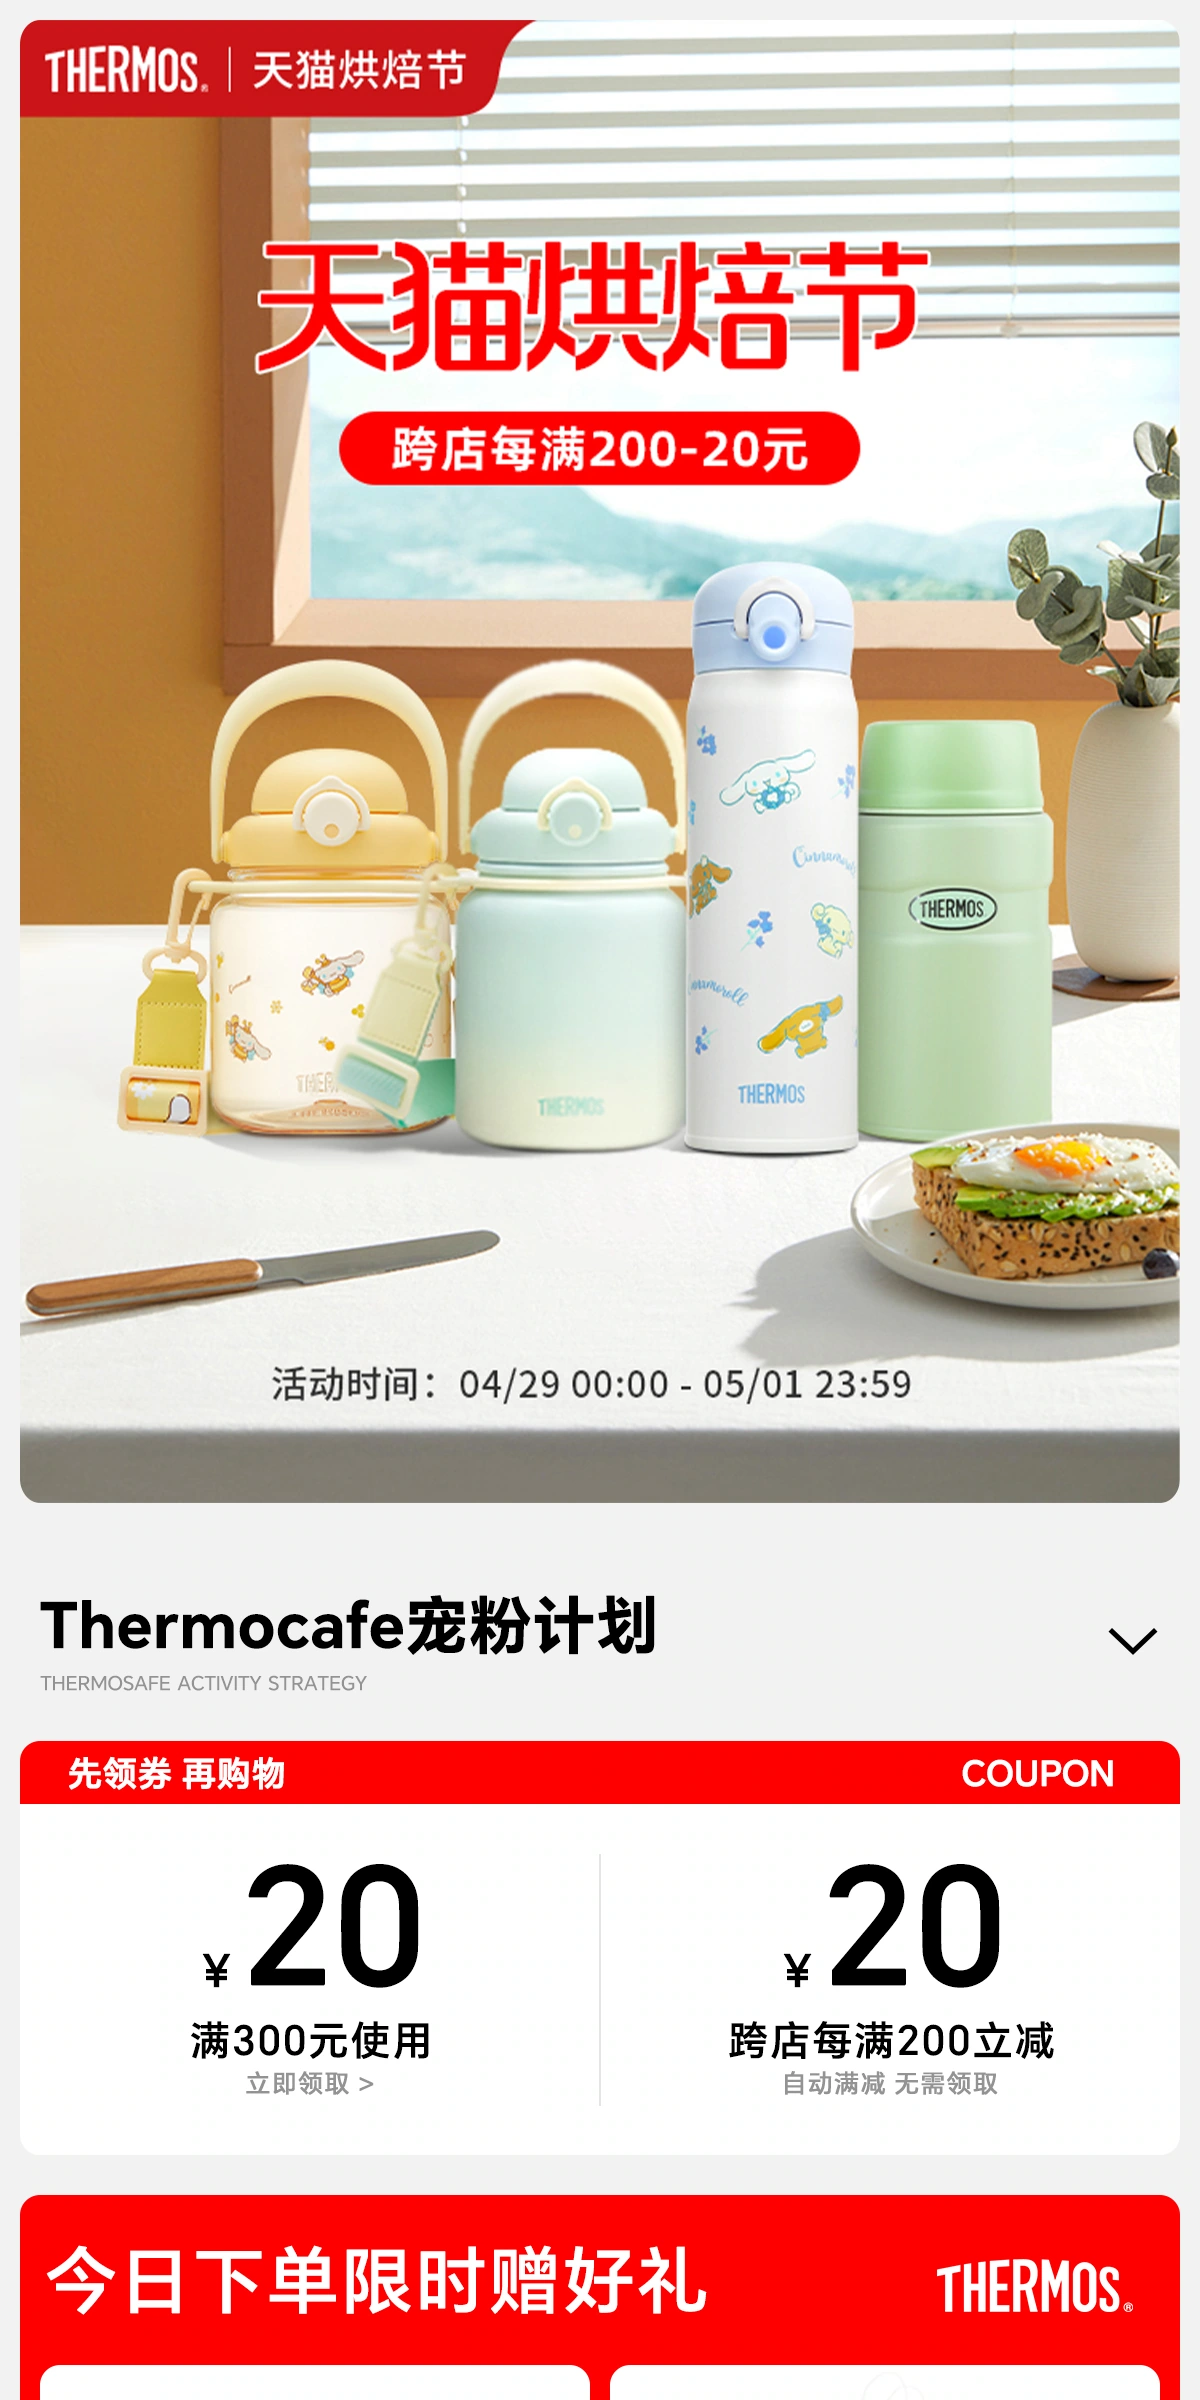 THERMOS® 天猫烘焙节
天猫烘焙节
跨店每满200-20元
Cinnamoroll
THERMOS
Cinnamoroll
THERMOS
THERMOS
活动时间：04/29 00:00 - 05/01 23:59
Thermocafe宠粉计划
THERMOSAFE ACTIVITY STRATEGY
先领券 再购物 COUPON
¥20 ¥20
满300元使用 跨店每满200立减
立即领取 > 自动满减 无需领取
今日下单限时赠好礼 THERMOS®